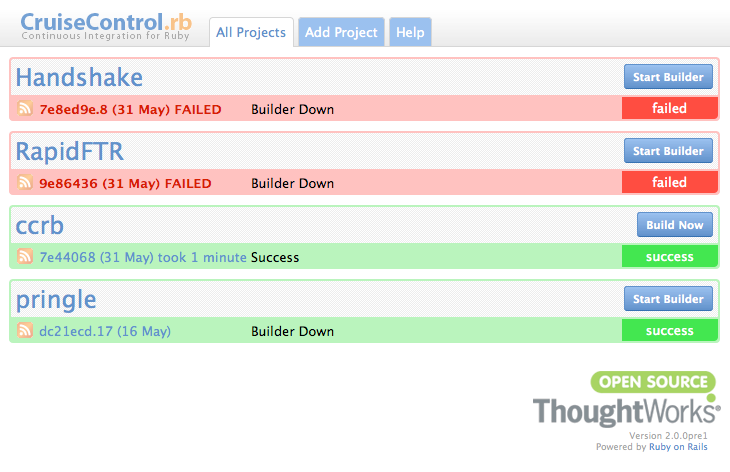 CruiseControl.rb
Continuous Integration for Ruby
All Projects
Add Project
Help
Handshake
Start Builder
7e8ed9e.8 (31 May) FAILED
Builder Down
failed
RapidFTR
Start Builder
9e86436 (31 May) FAILED
Builder Down
failed
ccrb
Build Now
7e44068 (31 May) took 1 minute
Success
success
pringle
Start Builder
dc21ecd.17 (16 May)
Builder Down
success
OPEN SOURCE
ThoughtWorks®
Version 2.0.0pre1
Powered by Ruby on Rails